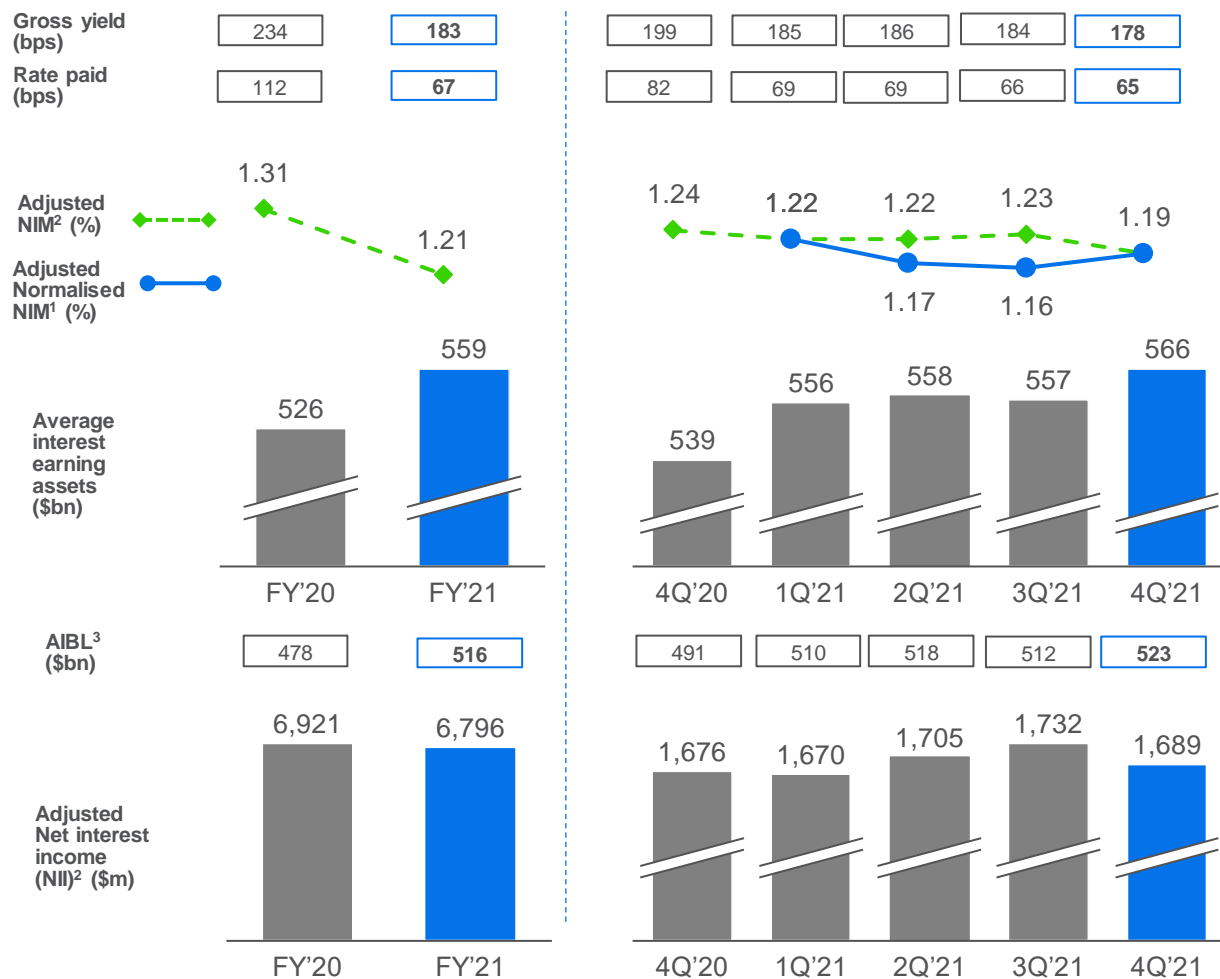 Gross yield
(bps)
234
183
199
185
186
184
178
Rate paid
(bps)
112
67
82
69
69
66
65
Adjusted
NIM² (%)
Adjusted
Normalised
NIM¹ (%)
1.31
1.21
1.24
1.22
1.22
1.23
1.19
1.17
1.16
Average
interest
earning
assets
($bn)
526
559
539
556
558
557
566
FY’20
FY’21
4Q’20
1Q’21
2Q’21
3Q’21
4Q’21
AIBL³
($bn)
478
516
491
510
518
512
523
Adjusted
Net interest
income
(NII)² ($m)
6,921
6,796
1,676
1,670
1,705
1,732
1,689
FY’20
FY’21
4Q’20
1Q’21
2Q’21
3Q’21
4Q’21